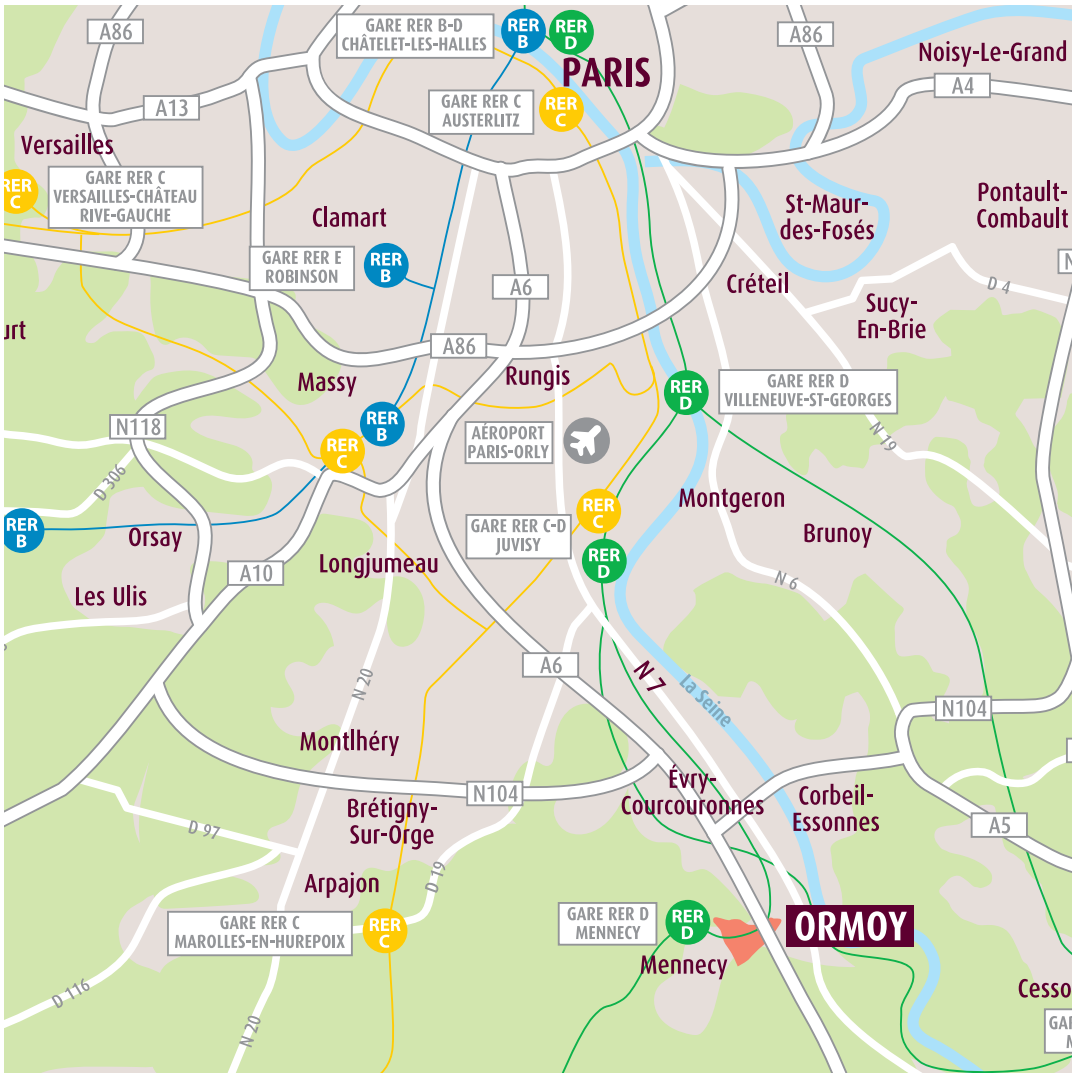 A86
GARE RER B-D
CHÂTELET-LES-HALLES
RER
B
RER
D
PARIS
A86
Noisy-Le-Grand
A13
GARE RER C
AUSTERLITZ
RER
C
A4
Versailles
RER
C
GARE RER C
VERSAILLES-CHÂTEAU
RIVE-GAUCHE
Clamart
GARE RER E
ROBINSON
RER
B
St-Maur-
des-Fosés
Pontault-
Combault
N
A6
Créteil
D 4
Sucy-
En-Brie
urt
A86
Massy
Rungis
RER
D
GARE RER D
VILLENEUVE-ST-GEORGES
N118
RER
B
RER
C
AÉROPORT
PARIS-ORLY
N 19
D 306
RER
B
Orsay
GARE RER C-D
JUVISY
RER
C
RER
D
Montgeron
Brunoy
A10
Longjumeau
Les Ulis
N 6
A6
N 7
N 20
La Seine
N104
Montlhéry
N104
Évry-
Courcouronnes
Corbeil-
Essonnes
Brétigny-
Sur-Orge
D 97
A5
D 19
Arpajon
GARE RER C
MAROLLES-EN-HUREPOIX
RER
C
GARE RER D
MENNECY
RER
D
ORMOY
Mennecy
D 116
N 20
Cesso
GAR
M